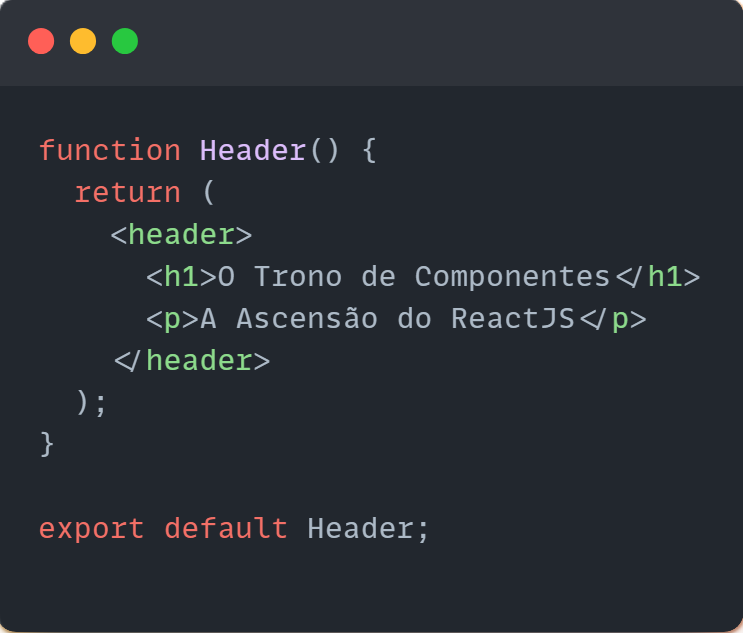 function Header() {
  return (
    <header>
      <h1>O Trono de Componentes</h1>
      <p>A Ascensão do ReactJS</p>
    </header>
  );
}

export default Header;